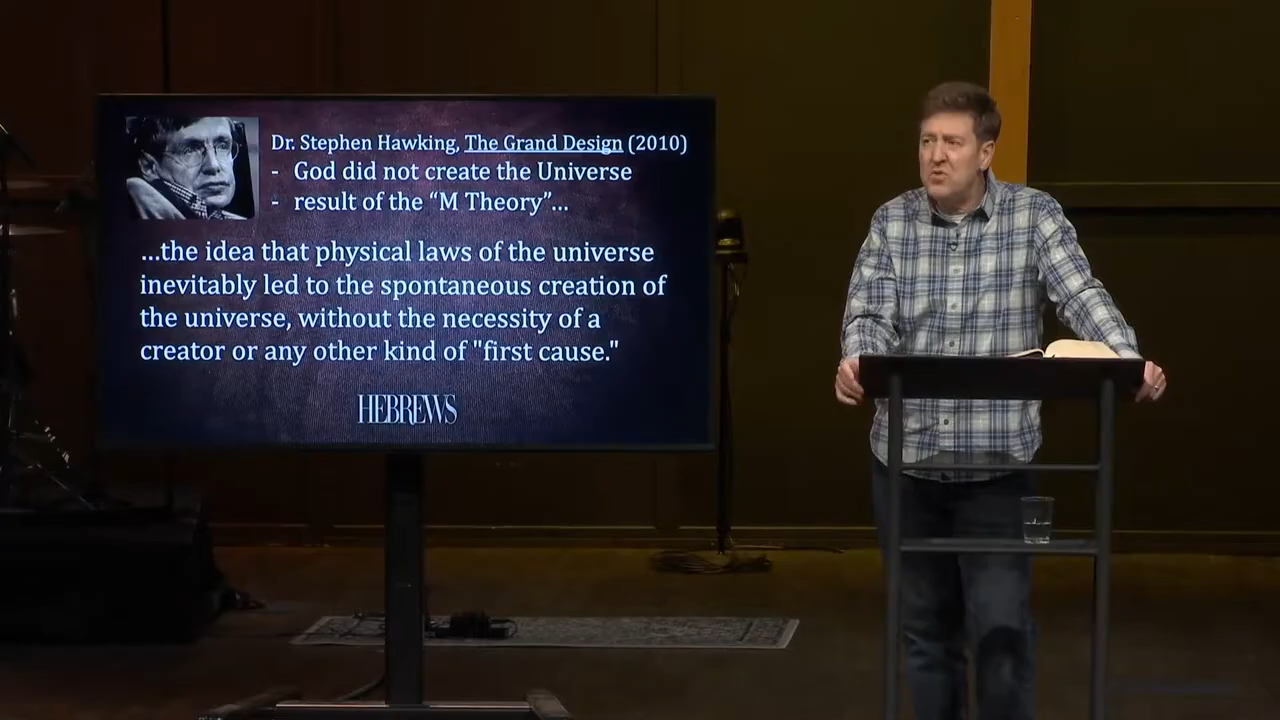 Dr. Stephen Hawking, The Grand Design (2010)
- God did not create the Universe
- result of the “M Theory”...
...the idea that physical laws of the universe
inevitably led to the spontaneous creation of
the universe, without the necessity of a
creator or any other kind of "first cause."
HEBREWS